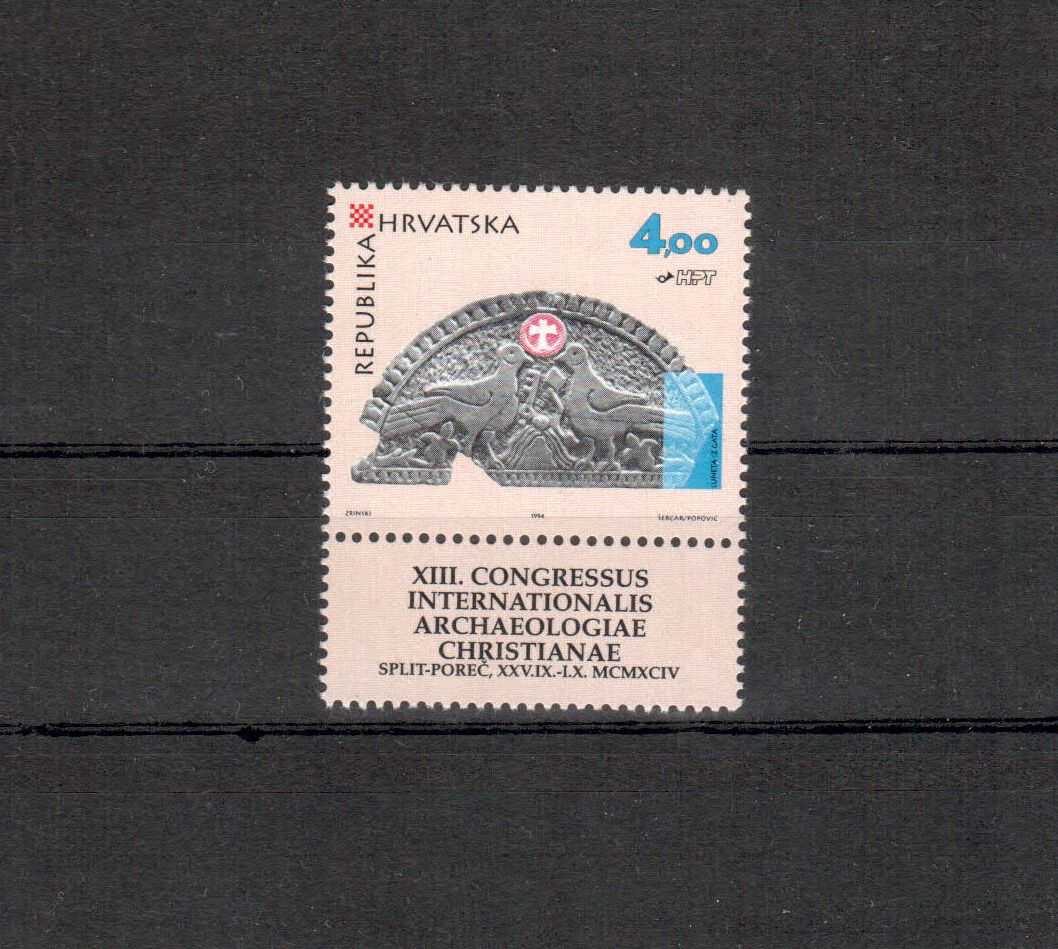 HRVATSKA
REPUBLIKA
4,00
HPT
ZRINSKI
1994
ŠERCAR/POPOVIĆ
XIII. CONGRESSUS
INTERNATIONALIS
ARCHAEOLOGIAE
CHRISTIANAE
SPLIT-POREČ, XXV.IX.-I.X. MCMXCIV